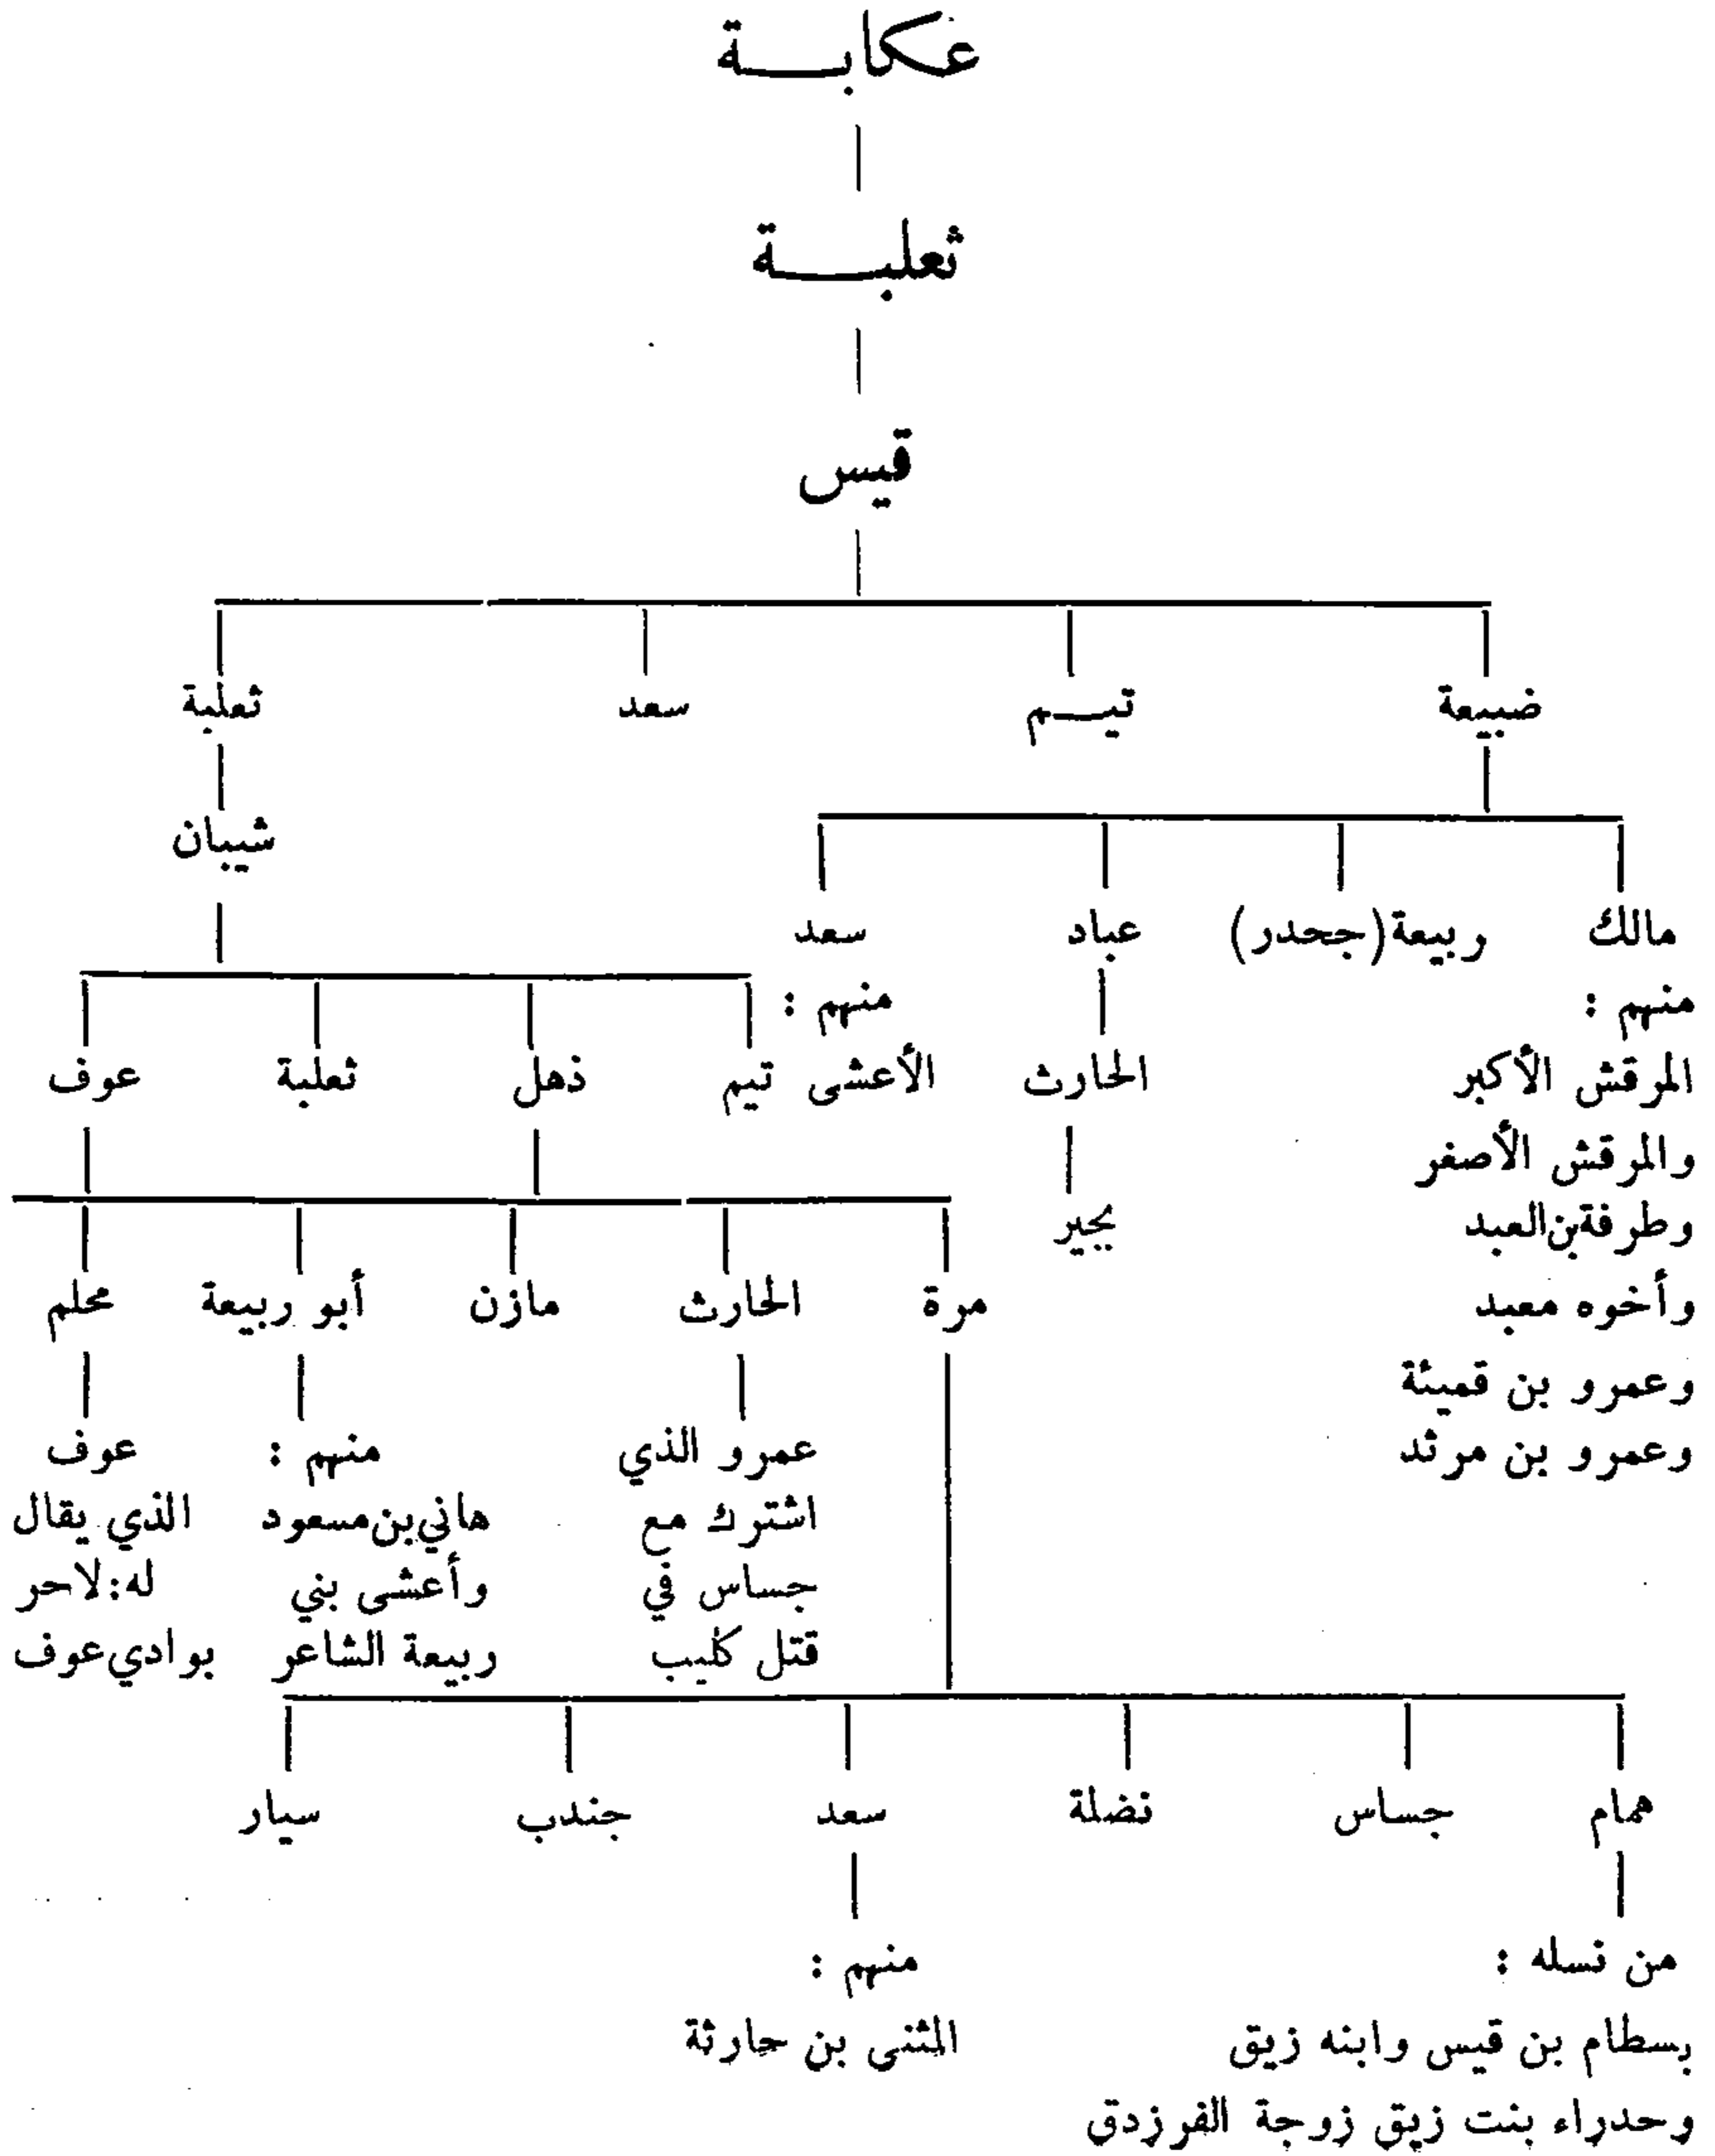 عكابة
ثعلبة
قيس
ضبيعة تيم سعد ثعلبة
شيبان
مالك ربيعة (جحدر) عباد سعد
منهم : منهم :
المرقش الأكبر الحارث الأعشى تيم ذهل ثعلبة عوف
والمرقش الأصغر
وطرفة بن العبد بجير
وأخوه معبد مرة الحارث مازن أبو ربيعة محلم
وعمرو بن قميئة
وعمرو بن مرثد عمرو الذي منهم : عوف
اشترك مع هاني بن مسعود الذي يقال
جساس في وأعشى بني له : لاحر
قتل كليب ربيعة الشاعر بوادي عوف
همام جساس نضلة سعد جندب سيار
من نسله : منهم :
بسطام بن قيس وابنه زيق المثنى بن حارثة
وحدراء بنت زيق زوجة الفرزدق